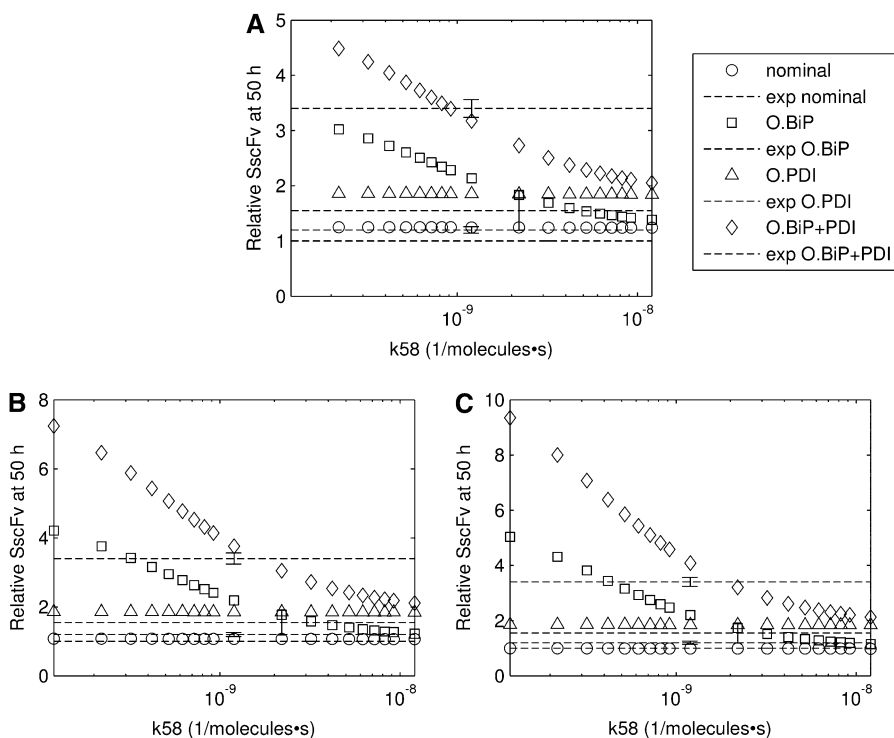 A
Relative SscFv at 50 h
5
4
3
2
1
0
10⁻⁹
10⁻⁸
k58 (1/molecules•s)
nominal
exp nominal
O.BiP
exp O.BiP
O.PDI
exp O.PDI
O.BiP+PDI
exp O.BiP+PDI
B
Relative SscFv at 50 h
8
6
4
2
0
10⁻⁹
10⁻⁸
k58 (1/molecules•s)
C
Relative SscFv at 50 h
10
8
6
4
2
0
10⁻⁹
10⁻⁸
k58 (1/molecules•s)